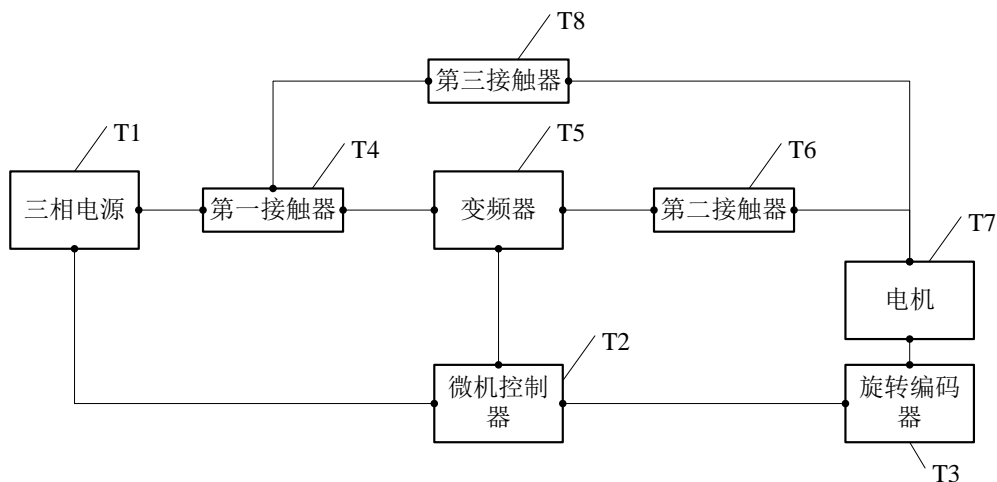 T8
第三接触器
T1
T4
T5
T6
三相电源
第一接触器
变频器
第二接触器
T7
电机
T2
微机控制
器
旋转编码
器
T3